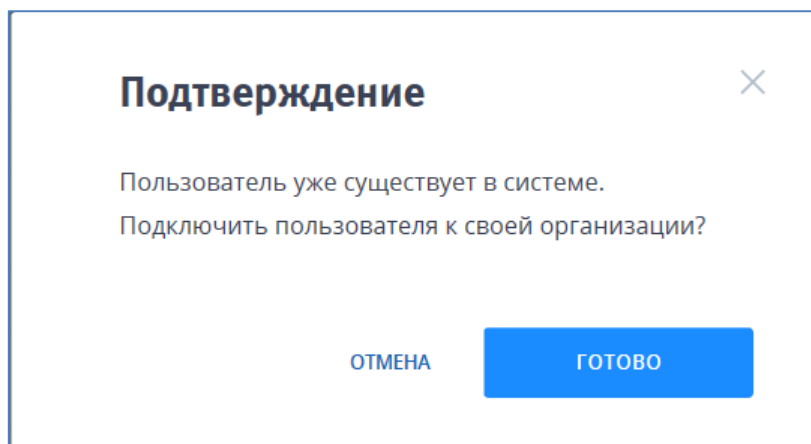 Подтверждение
Пользователь уже существует в системе.
Подключить пользователя к своей организации?
ОТМЕНА
ГОТОВО